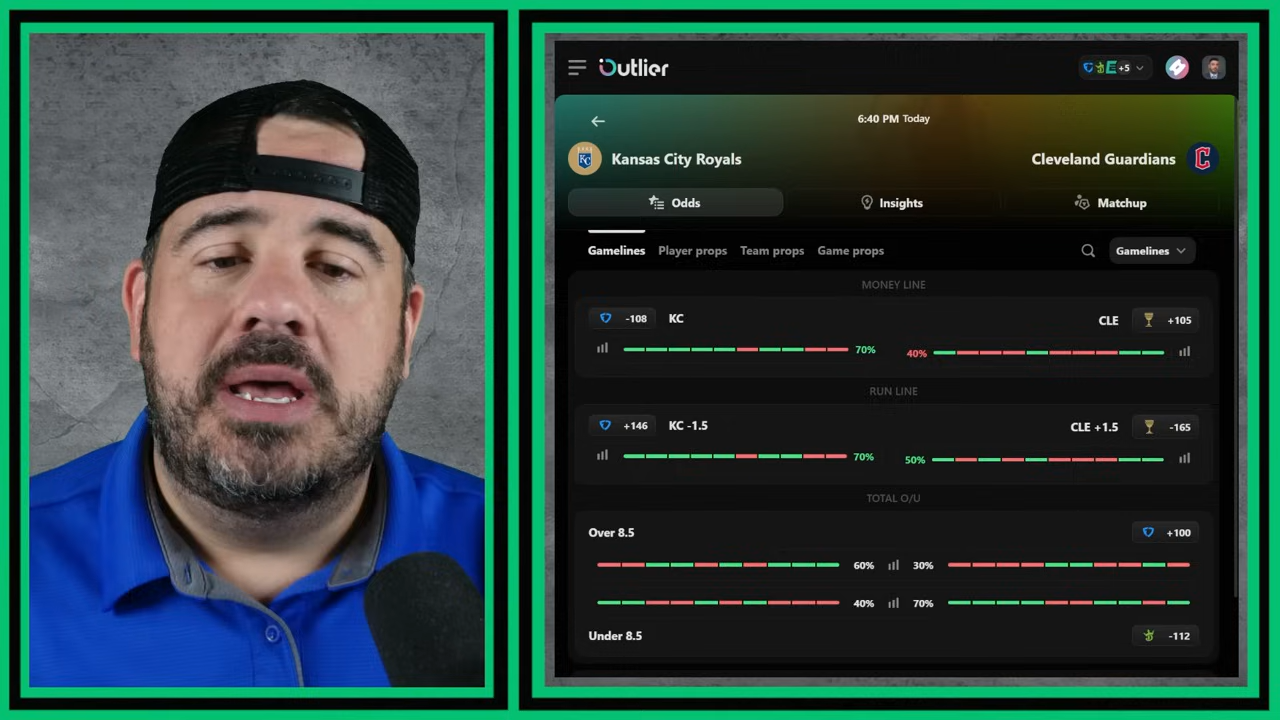 Outlier
+5
6:40 PM Today
KC
Kansas City Royals
Cleveland Guardians
C
Odds
Insights
Matchup
Gamelines
Player props
Team props
Game props
Gamelines
MONEY LINE
-108
KC
CLE
+105
70%
40%
RUN LINE
+146
KC -1.5
CLE +1.5
-165
70%
50%
TOTAL O/U
Over 8.5
+100
60%
30%
40%
70%
Under 8.5
-112